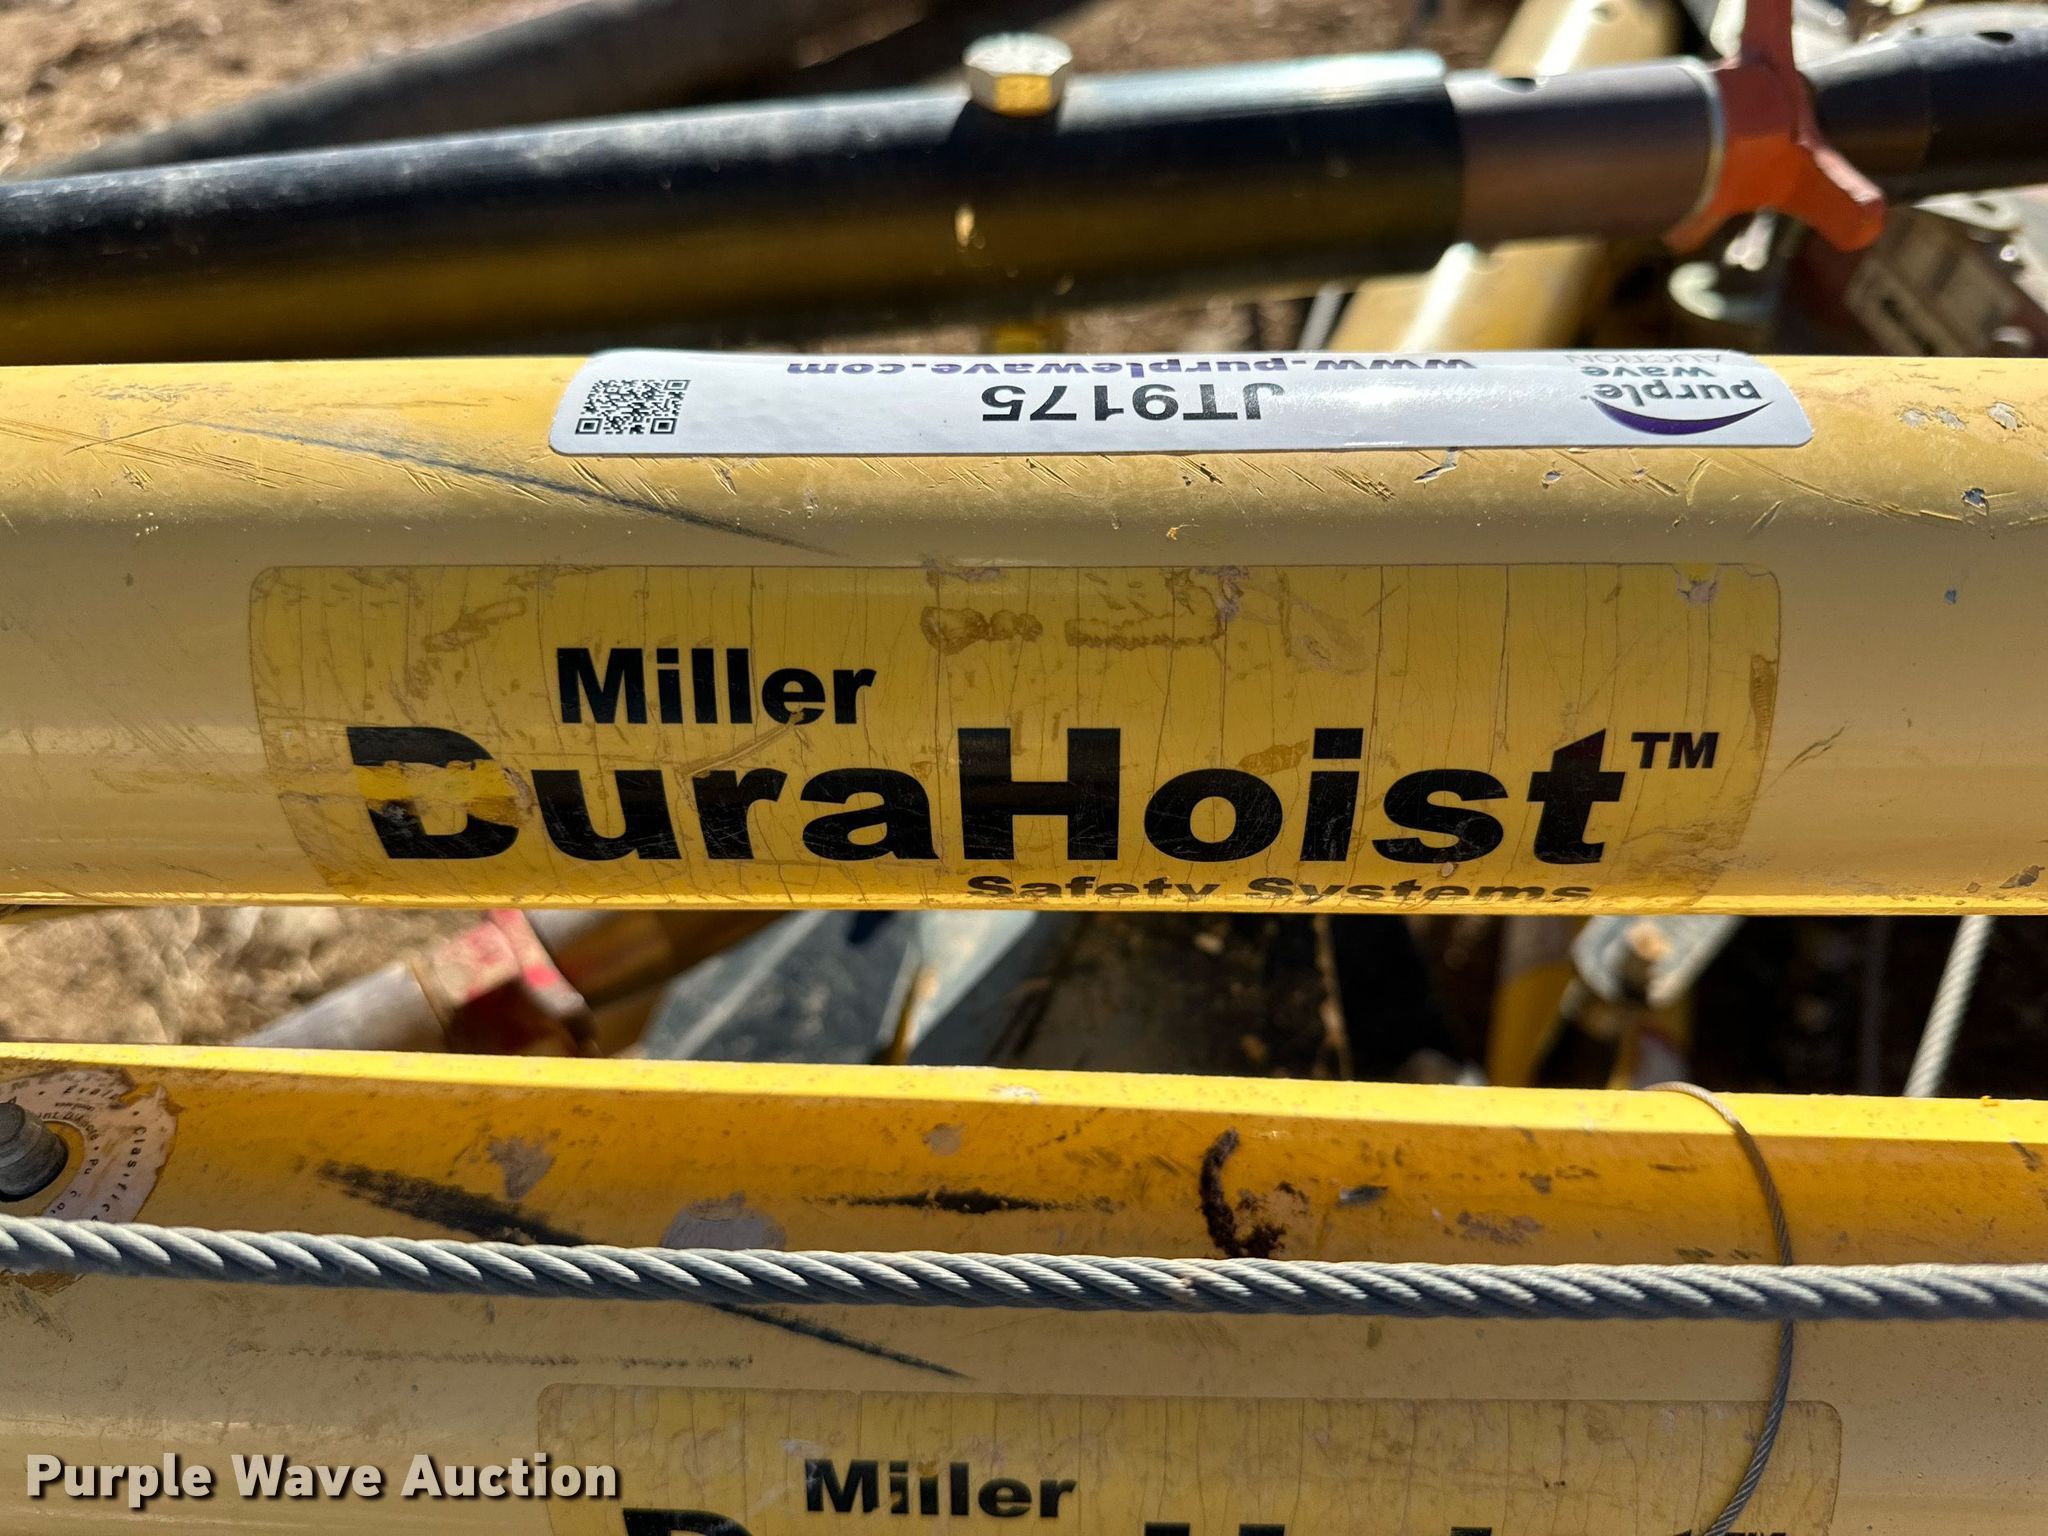 www.purplewave.com
JT9175
purple
wave
AUCTION
Miller
DuraHoist™
Safety Systems
Miller
Purple Wave Auction